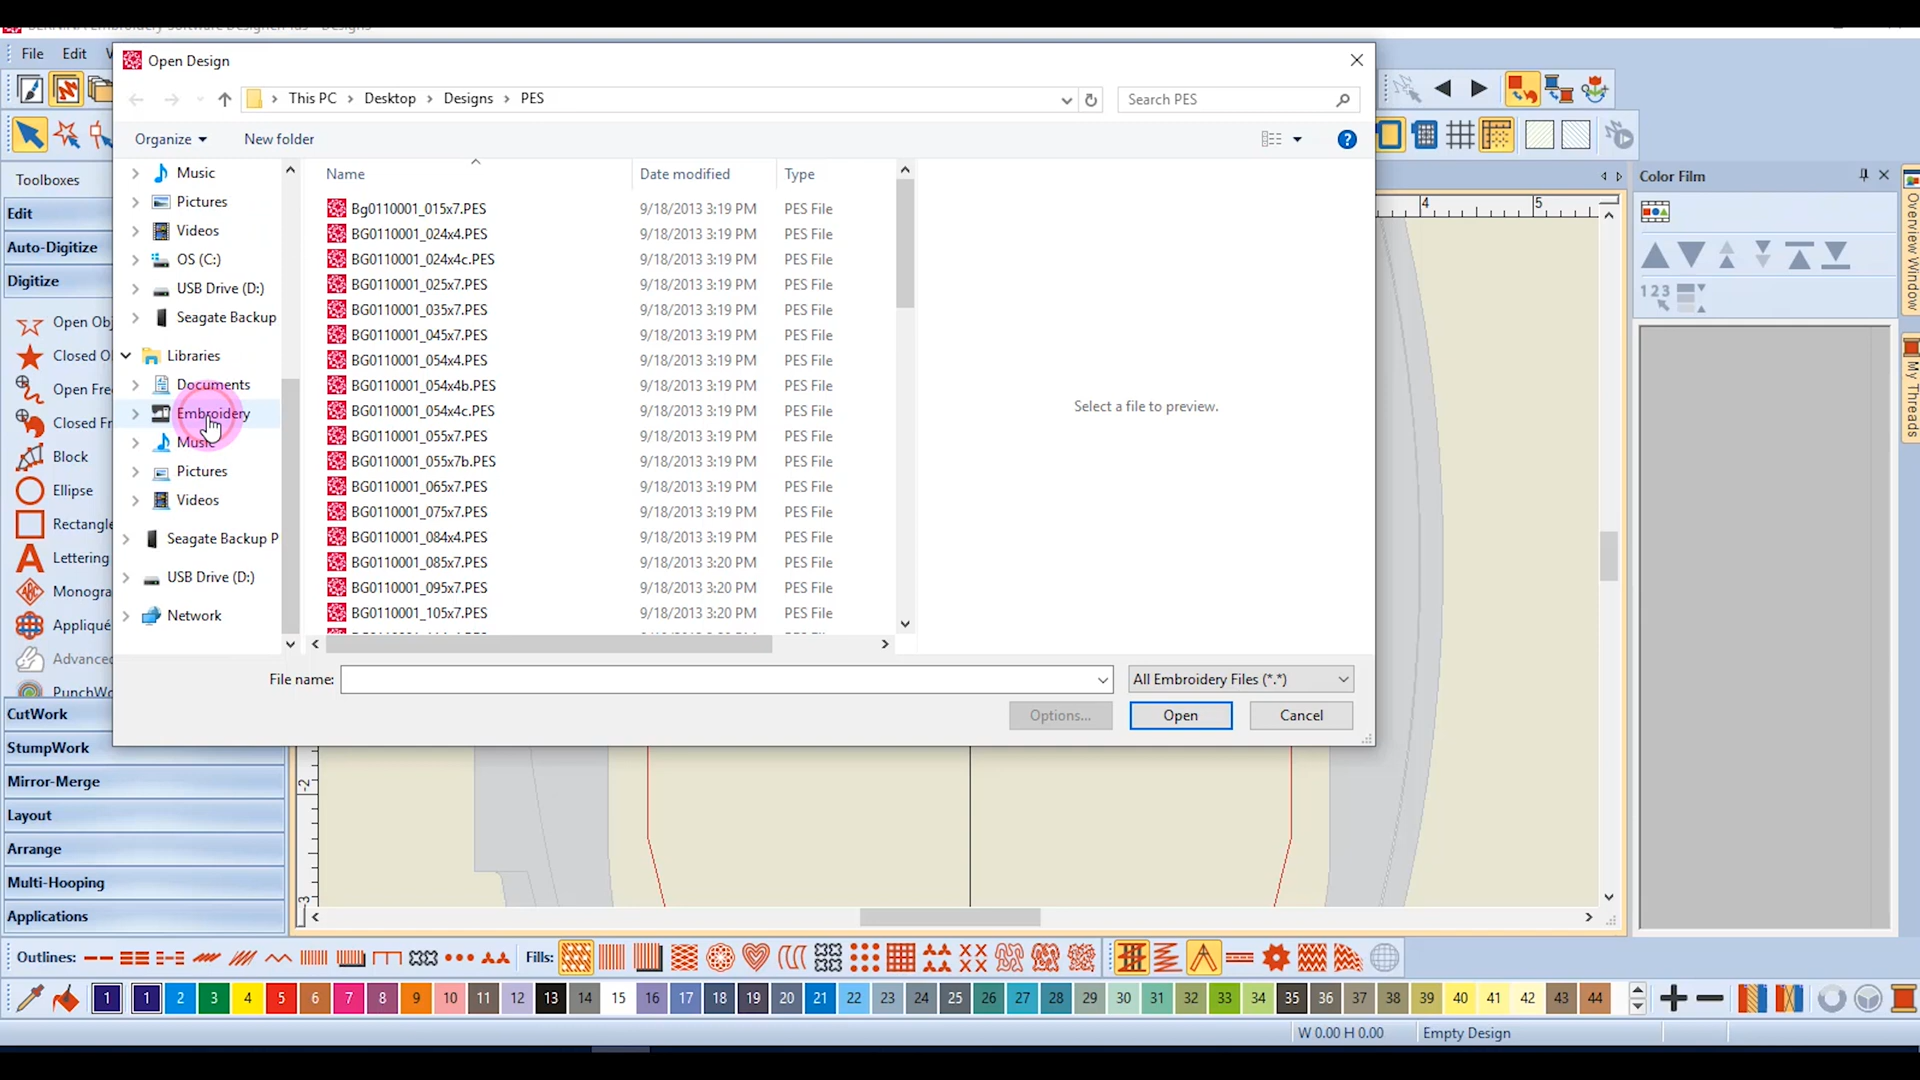 BERNINA Embroidery Software DesignerPlus - Designs
File Edit
Open Design
This PC > Desktop > Designs > PES
Search PES
Organize
New folder
Toolboxes
Edit
Auto-Digitize
Digitize
Open Obj
Closed O
Open Fre
Closed Fr
Block
Ellipse
Rectangle
Lettering
Monogra
Appliqué
Advanced
PunchWo
CutWork
StumpWork
Mirror-Merge
Layout
Arrange
Multi-Hooping
Applications
Music
Pictures
Videos
OS (C:)
USB Drive (D:)
Seagate Backup
Libraries
Documents
Embroidery
Music
Pictures
Videos
Seagate Backup P
USB Drive (D:)
Network
Name Date modified Type
Bg0110001_015x7.PES 9/18/2013 3:19 PM PES File
BG0110001_024x4.PES 9/18/2013 3:19 PM PES File
BG0110001_024x4c.PES 9/18/2013 3:19 PM PES File
BG0110001_025x7.PES 9/18/2013 3:19 PM PES File
BG0110001_035x7.PES 9/18/2013 3:19 PM PES File
BG0110001_045x7.PES 9/18/2013 3:19 PM PES File
BG0110001_054x4.PES 9/18/2013 3:19 PM PES File
BG0110001_054x4b.PES 9/18/2013 3:19 PM PES File
BG0110001_054x4c.PES 9/18/2013 3:19 PM PES File
BG0110001_055x7.PES 9/18/2013 3:19 PM PES File
BG0110001_055x7b.PES 9/18/2013 3:19 PM PES File
BG0110001_065x7.PES 9/18/2013 3:19 PM PES File
BG0110001_075x7.PES 9/18/2013 3:19 PM PES File
BG0110001_084x4.PES 9/18/2013 3:19 PM PES File
BG0110001_085x7.PES 9/18/2013 3:20 PM PES File
BG0110001_095x7.PES 9/18/2013 3:20 PM PES File
BG0110001_105x7.PES 9/18/2013 3:20 PM PES File
Select a file to preview.
File name:
All Embroidery Files (*.*)
Options... Open Cancel
4 5
-2
-3
Color Film
1 2 3
Overview Window
My Threads
Outlines: Fills:
1 1 2 3 4 5 6 7 8 9 10 11 12 13 14 15 16 17 18 19 20 21 22 23 24 25 26 27 28 29 30 31 32 33 34 35 36 37 38 39 40 41 42 43 44
W 0.00 H 0.00 Empty Design